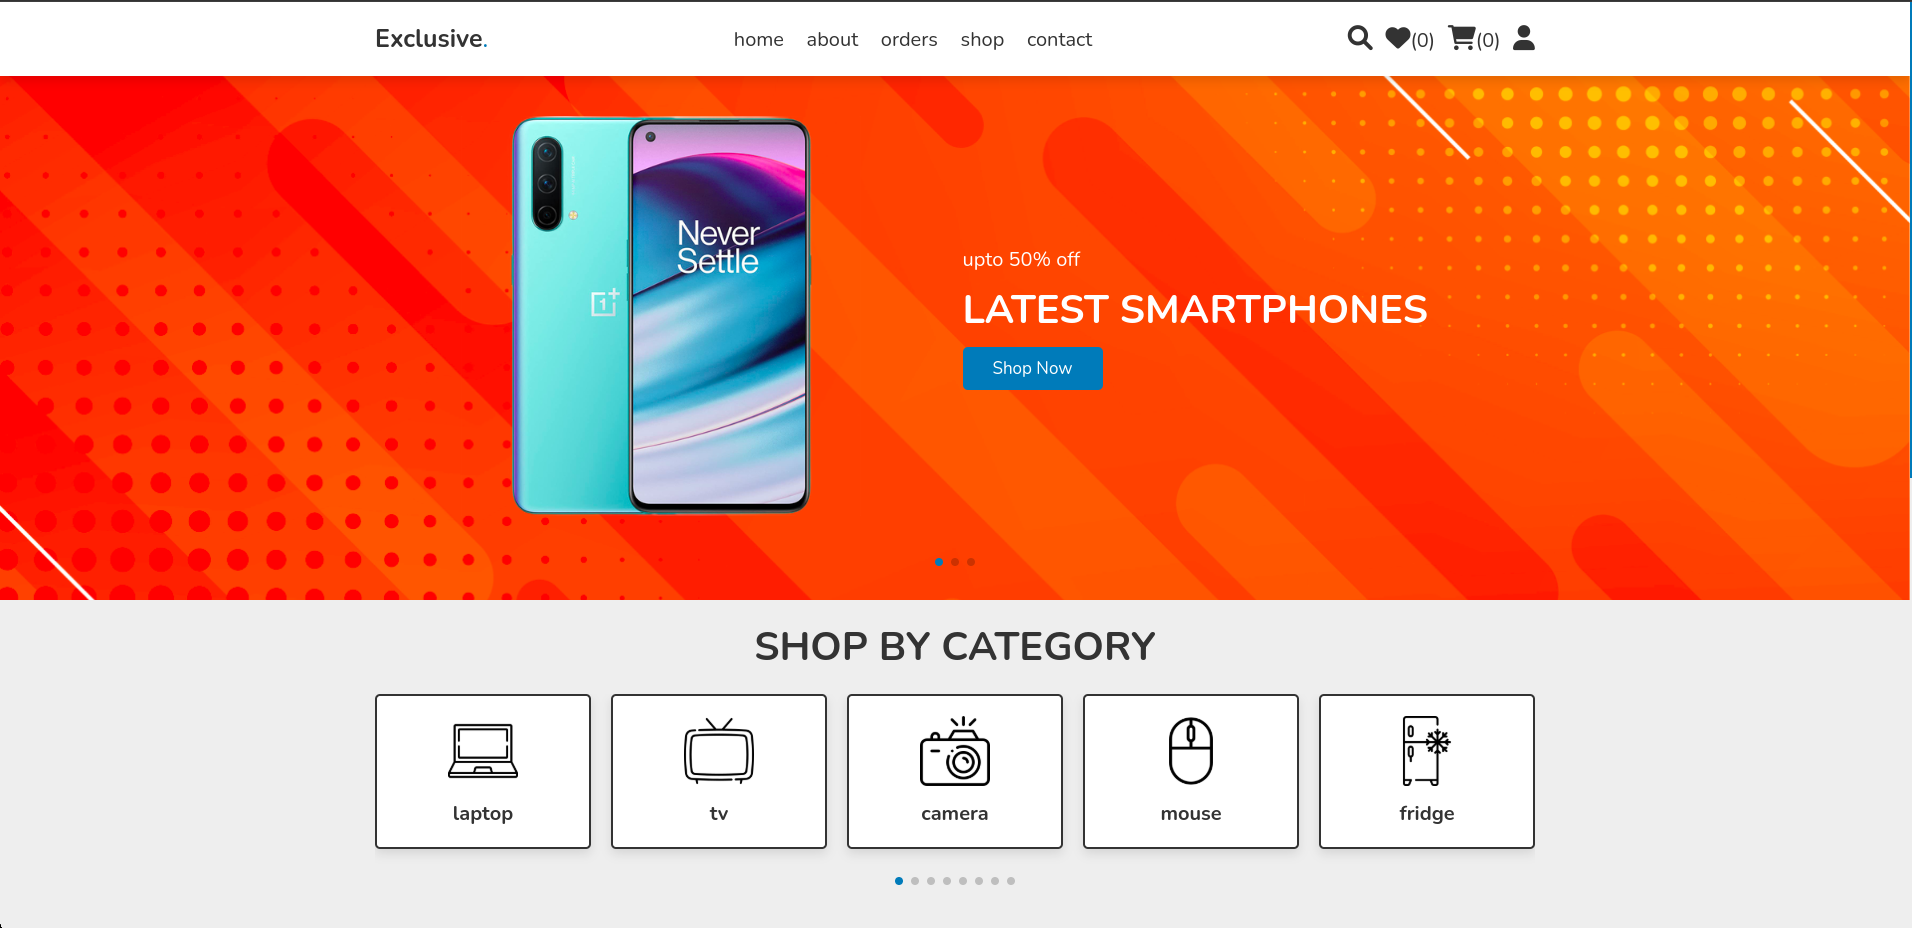 Exclusive.
home about orders shop contact
(0) (0)
Never
Settle
1+
upto 50% off
LATEST SMARTPHONES
Shop Now
SHOP BY CATEGORY
laptop tv camera mouse fridge